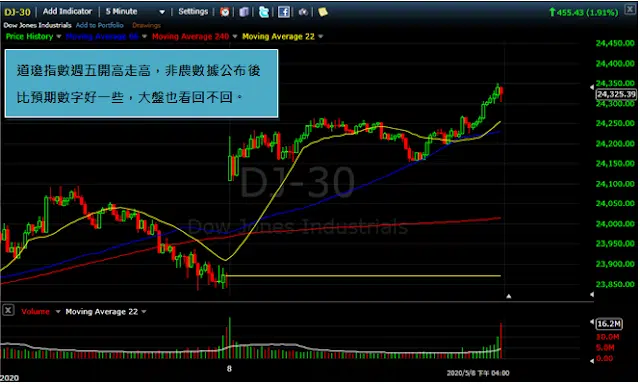 DJ-30 Add Indicator 5 Minute Settings 455.43 (1.91%)
Dow Jones Industrials Add to Portfolio Drawings
Price History Moving Average 66 Moving Average 240 Moving Average 22
道瓊指數週五開高走高，非農數據公布後
比預期數字好一些，大盤也看回不回。
24,450.00
24,400.00
24,350.00
24,325.39
24,300.00
24,250.00
24,200.00
24,150.00
24,100.00
24,050.00
24,000.00
23,950.00
23,900.00
23,850.00
DJ-30
Dow Jones Industrials
X Volume Moving Average 22
16.2M
10.0M
5.0M
0.0
8
2020/5/8 下午 04:00
2020